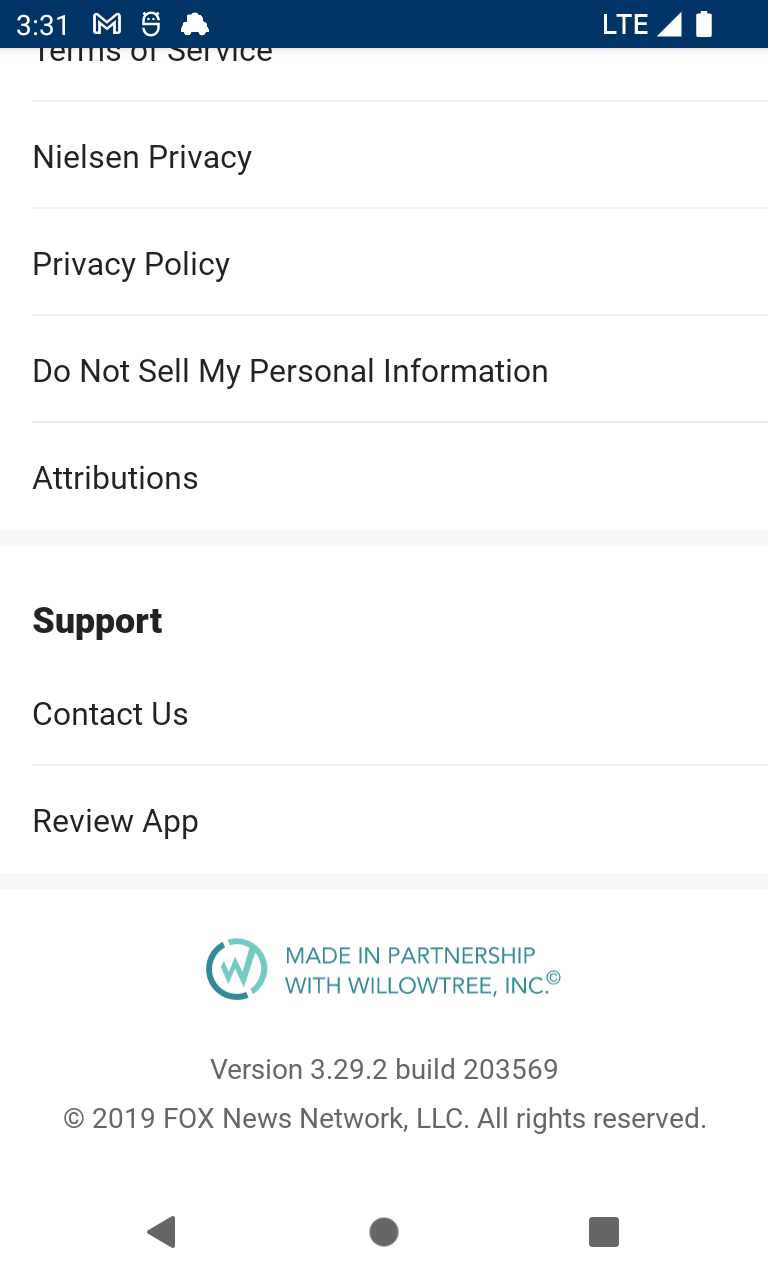 3:31 LTE
Terms of Service
Nielsen Privacy
Privacy Policy
Do Not Sell My Personal Information
Attributions
Support
Contact Us
Review App
MADE IN PARTNERSHIP
WITH WILLOWTREE, INC.©
Version 3.29.2 build 203569
© 2019 FOX News Network, LLC. All rights reserved.